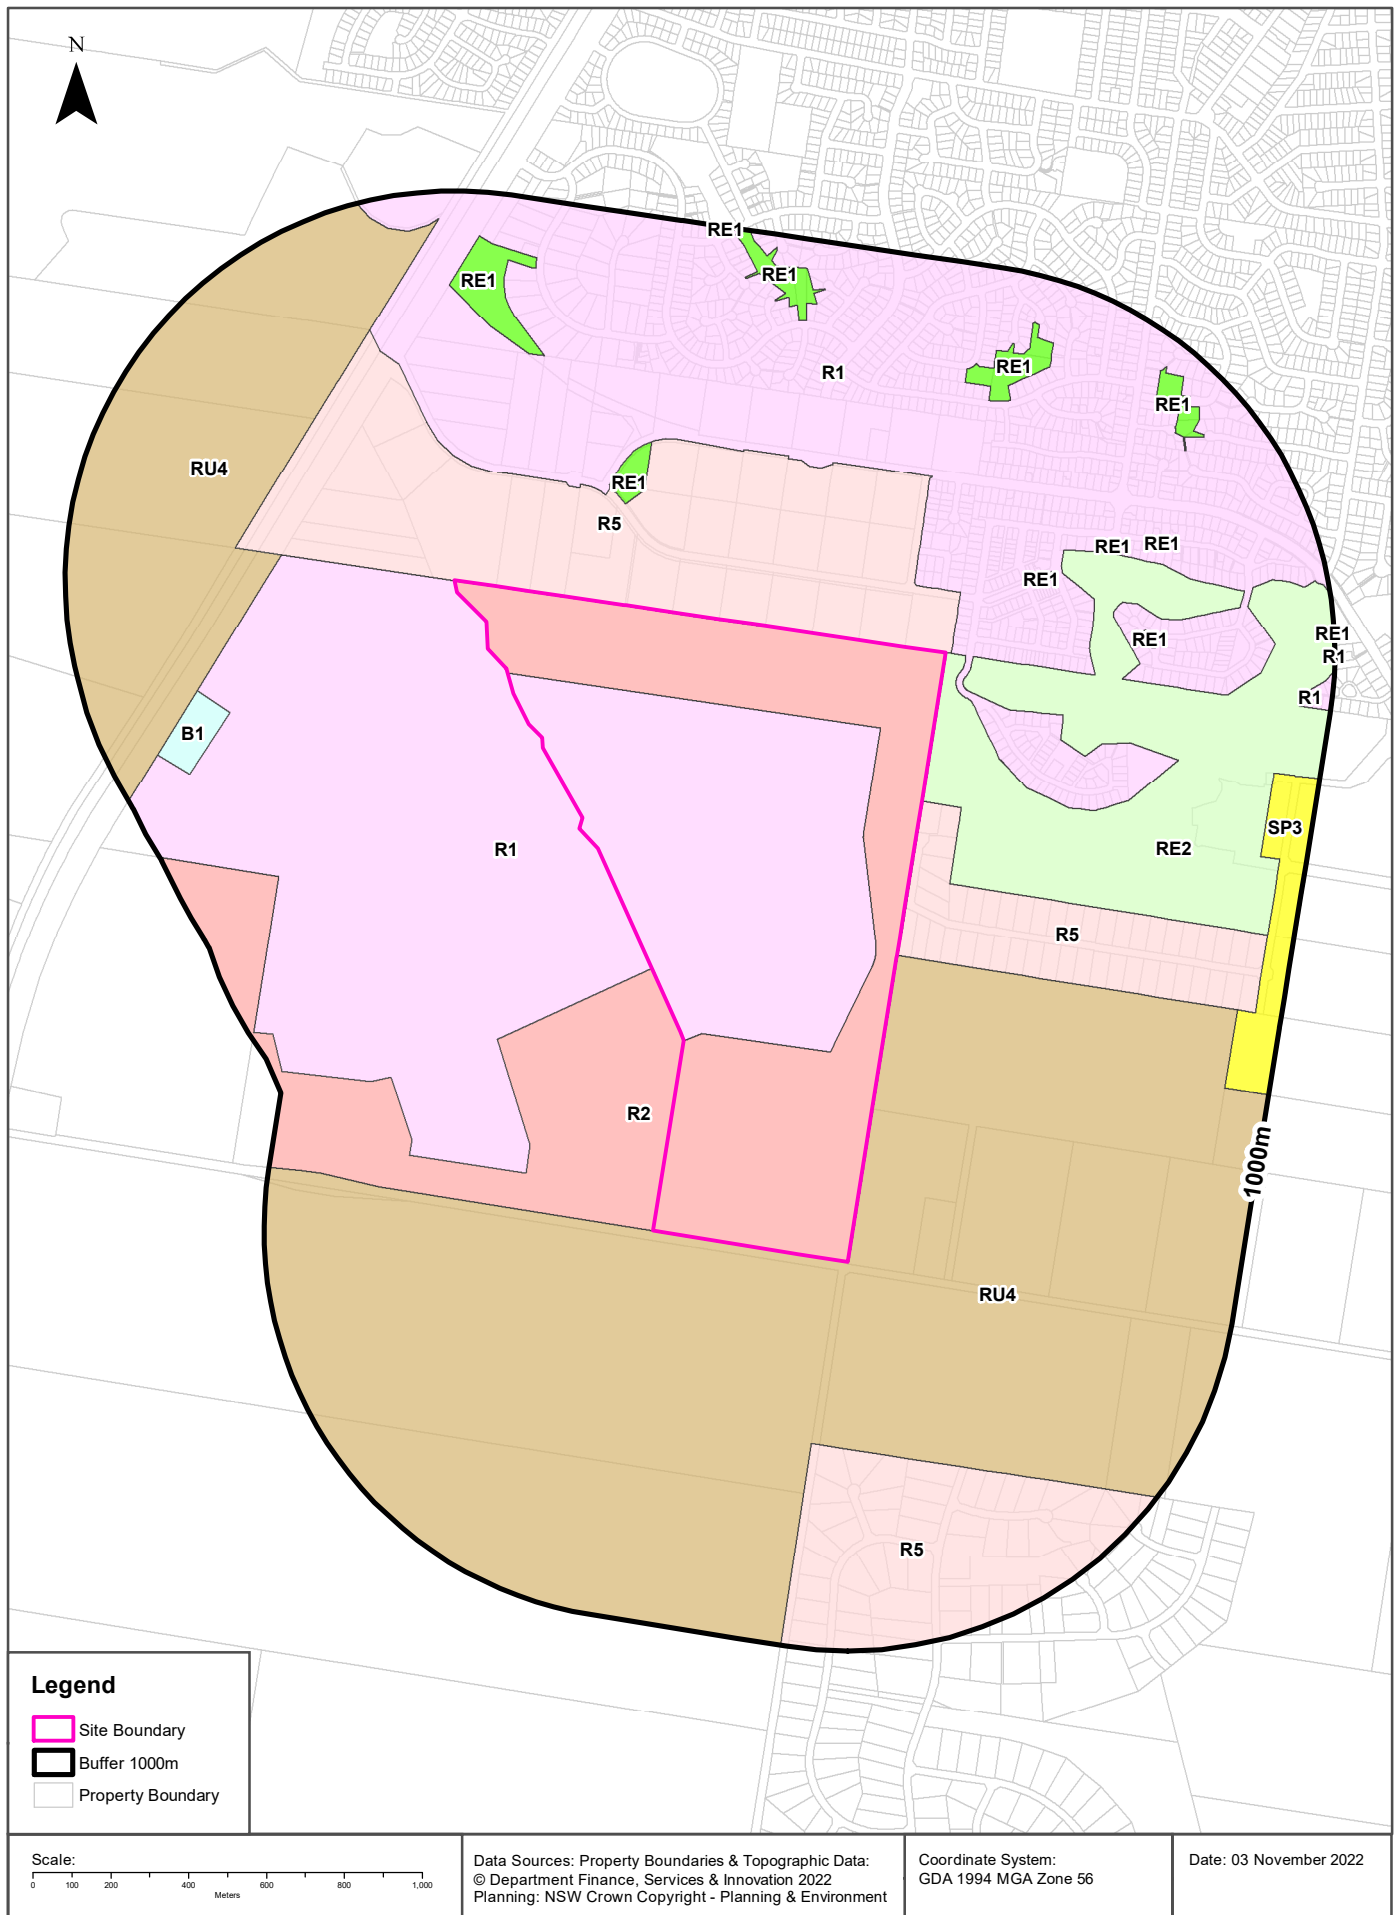 N
RE1
RE1
RE1
R1
RE1
RE1
RU4
RE1
R5
RE1
RE1
RE1
RE1
RE1
R1
R1
B1
SP3
R1
RE2
R5
R2
1000m
RU4
R5
Legend
Site Boundary
Buffer 1000m
Property Boundary
Scale:
0 100 200 400 600 800 1,000
Meters
Data Sources: Property Boundaries & Topographic Data:
© Department Finance, Services & Innovation 2022
Planning: NSW Crown Copyright - Planning & Environment
Coordinate System:
GDA 1994 MGA Zone 56
Date: 03 November 2022